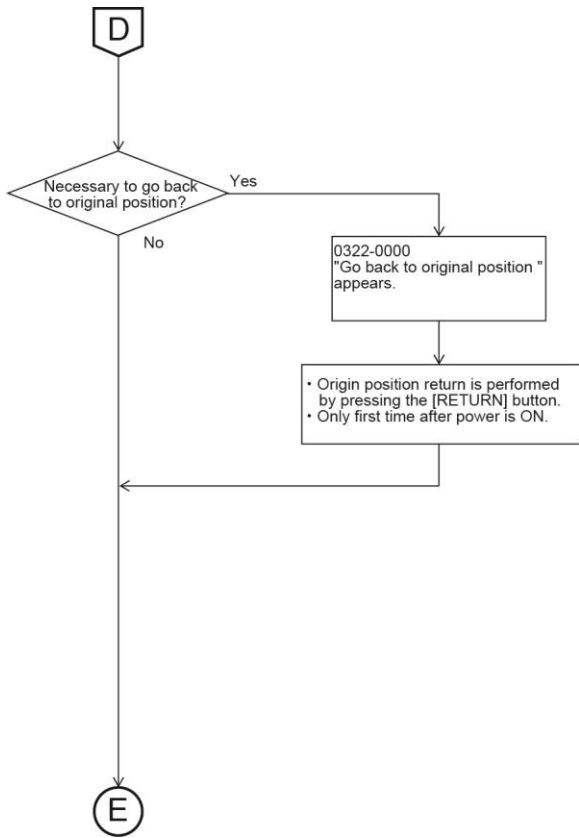 D
Necessary to go back
to original position?
Yes
No
0322-0000
"Go back to original position "
appears.
・Origin position return is performed
by pressing the [RETURN] button.
・Only first time after power is ON.
E